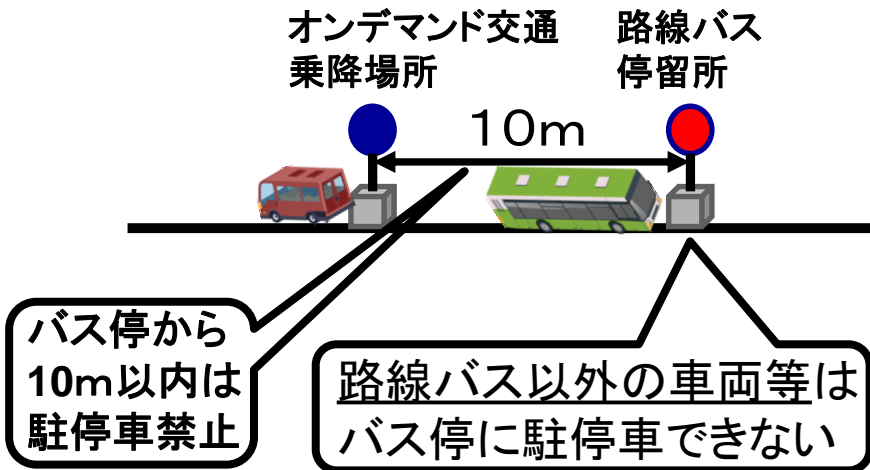 オンデマンド交通
乗降場所
路線バス
停留所
10m
バス停から
10m以内は
駐停車禁止
路線バス以外の車両等は
バス停に駐停車できない